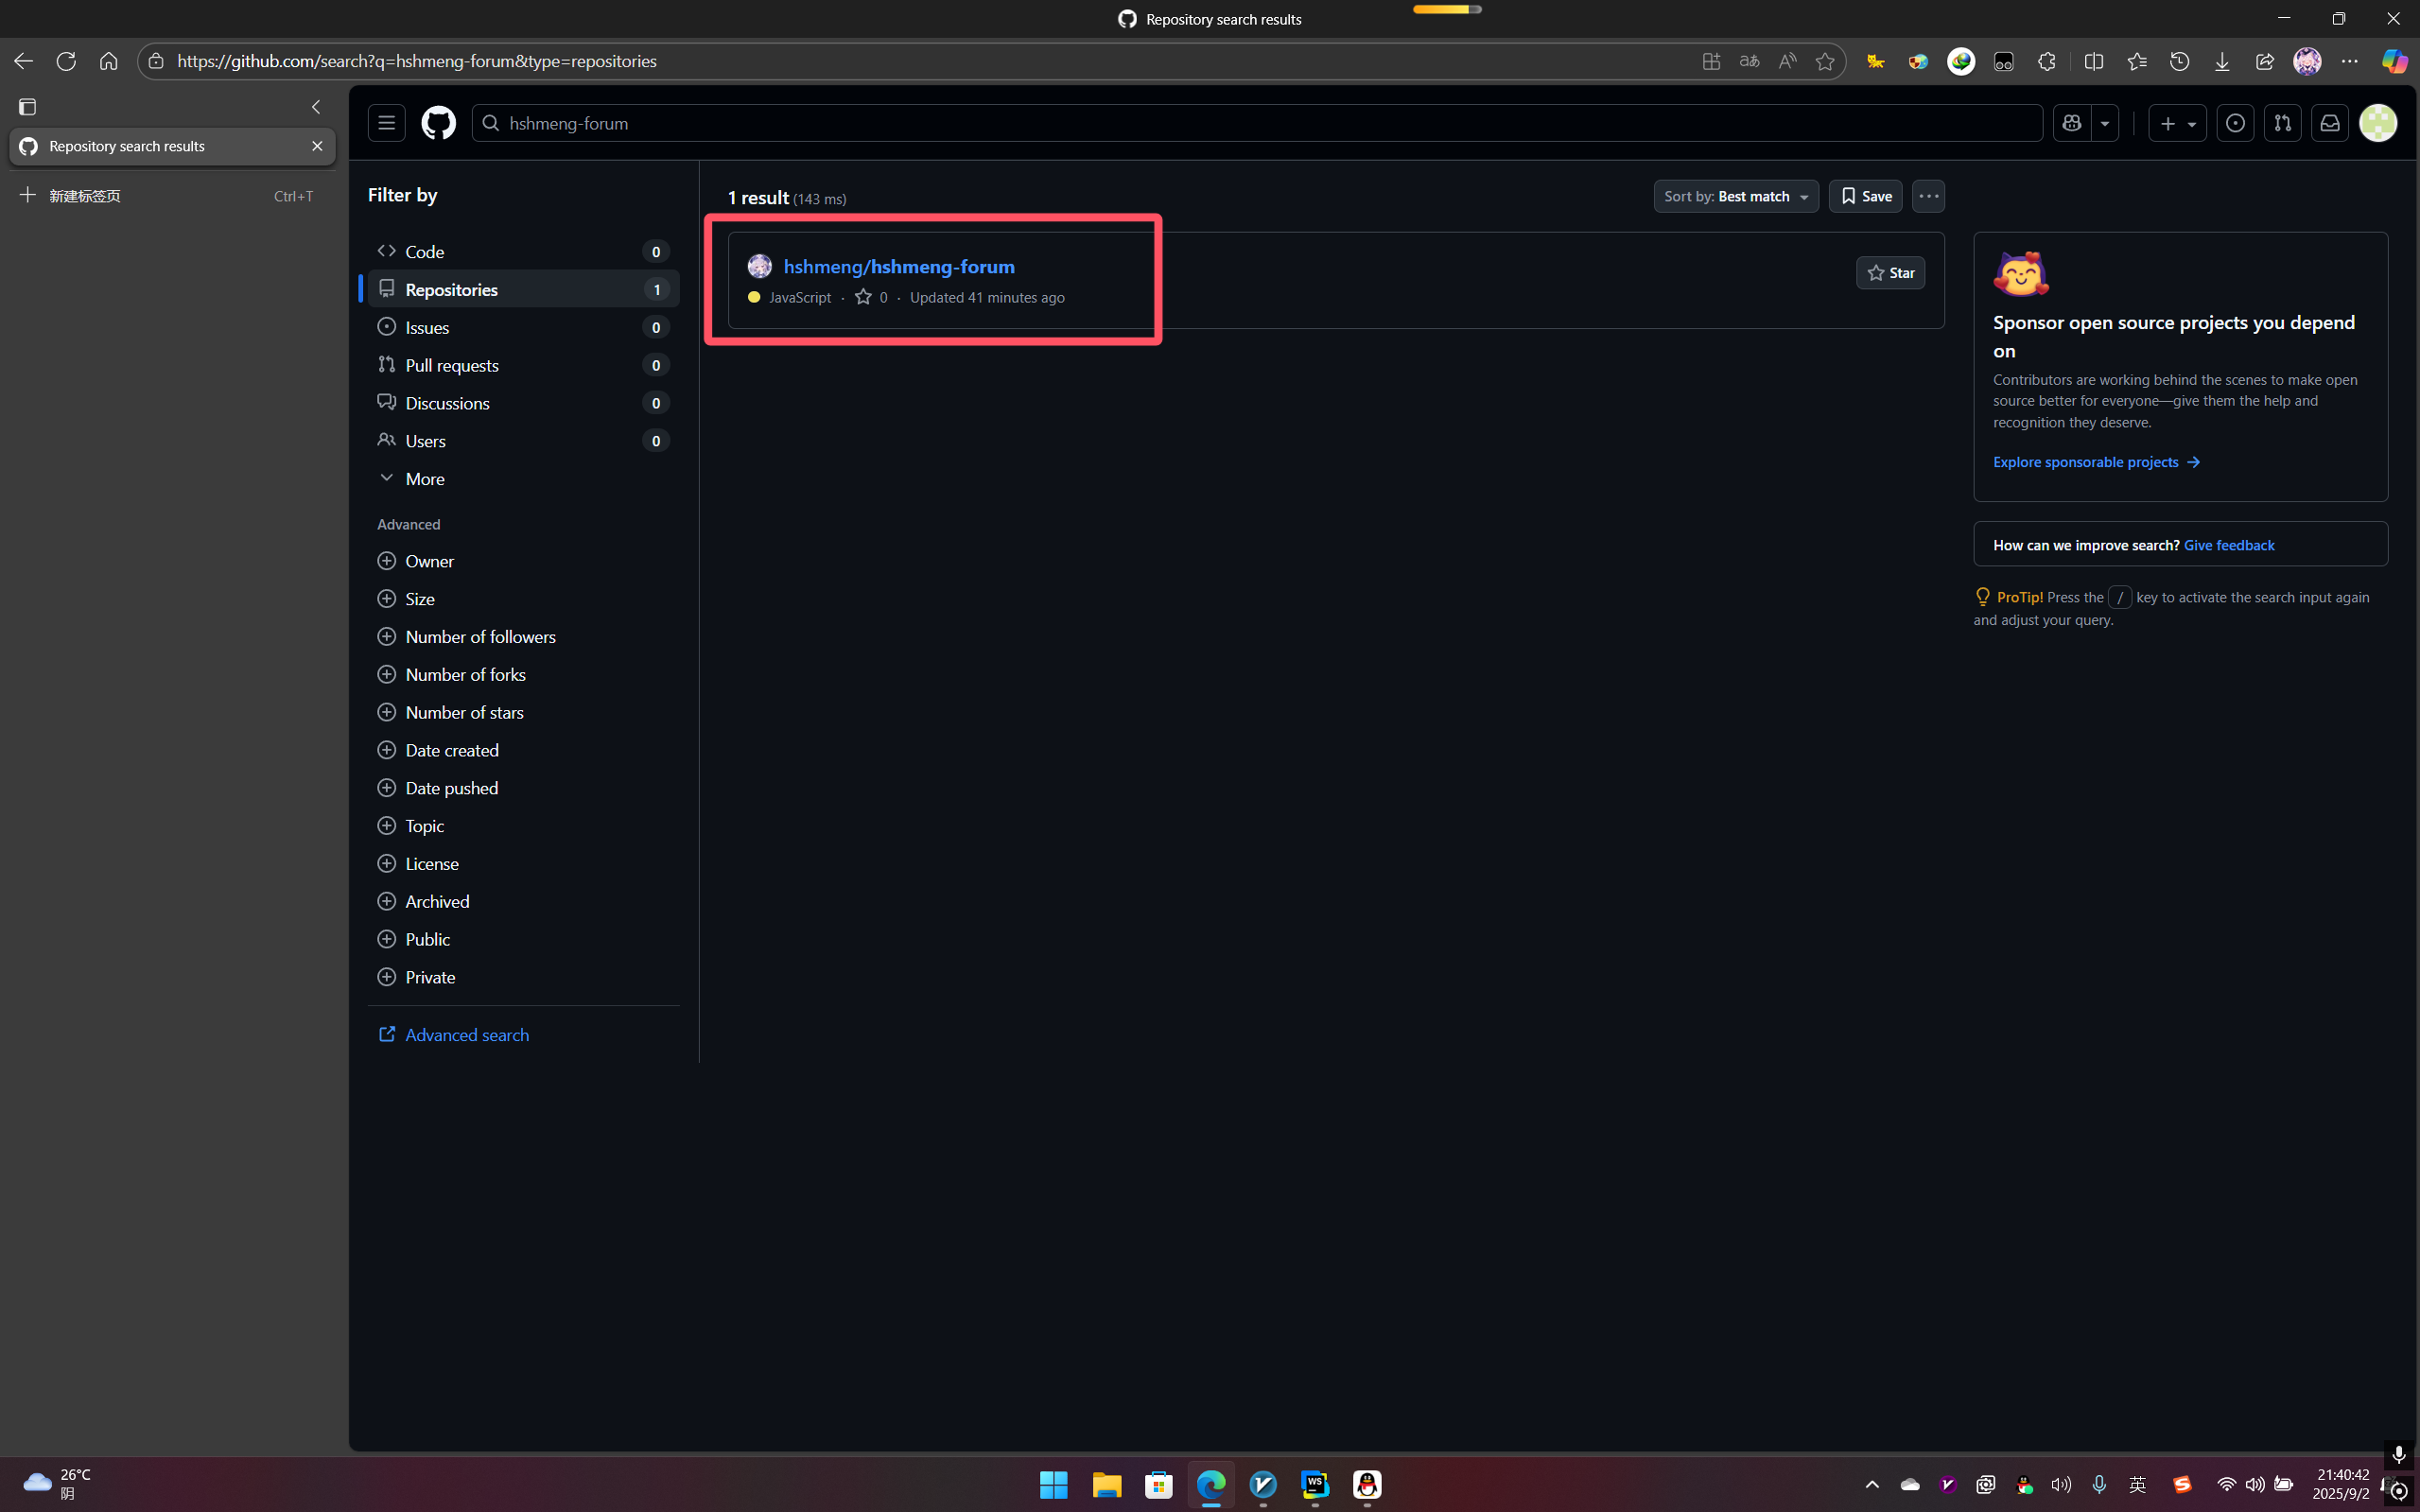 Repository search results
https://github.com/search?q=hshmeng-forum&type=repositories
Repository search results
新建标签页 Ctrl+T
hshmeng-forum
Filter by
Code 0
Repositories 1
Issues 0
Pull requests 0
Discussions 0
Users 0
More
Advanced
Owner
Size
Number of followers
Number of forks
Number of stars
Date created
Date pushed
Topic
License
Archived
Public
Private
Advanced search
1 result (143 ms)
Sort by: Best match
Save
hshmeng/hshmeng-forum
JavaScript · 0 · Updated 41 minutes ago
Star
Sponsor open source projects you depend
on
Contributors are working behind the scenes to make open
source better for everyone—give them the help and
recognition they deserve.
Explore sponsorable projects
How can we improve search? Give feedback
ProTip! Press the / key to activate the search input again
and adjust your query.
26°C
阴
WS
英
21:40:42
2025/9/2